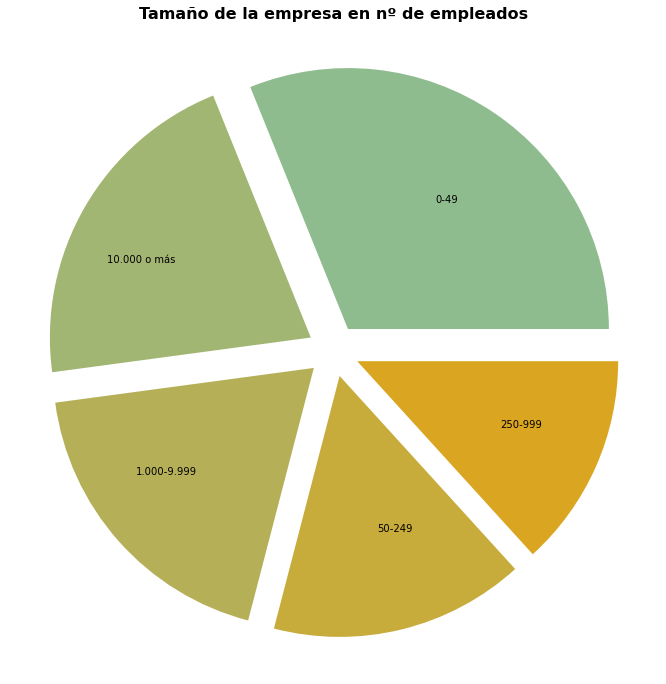 Tamaño de la empresa en nº de empleados
0-49
10.000 o más
250-999
1.000-9.999
50-249